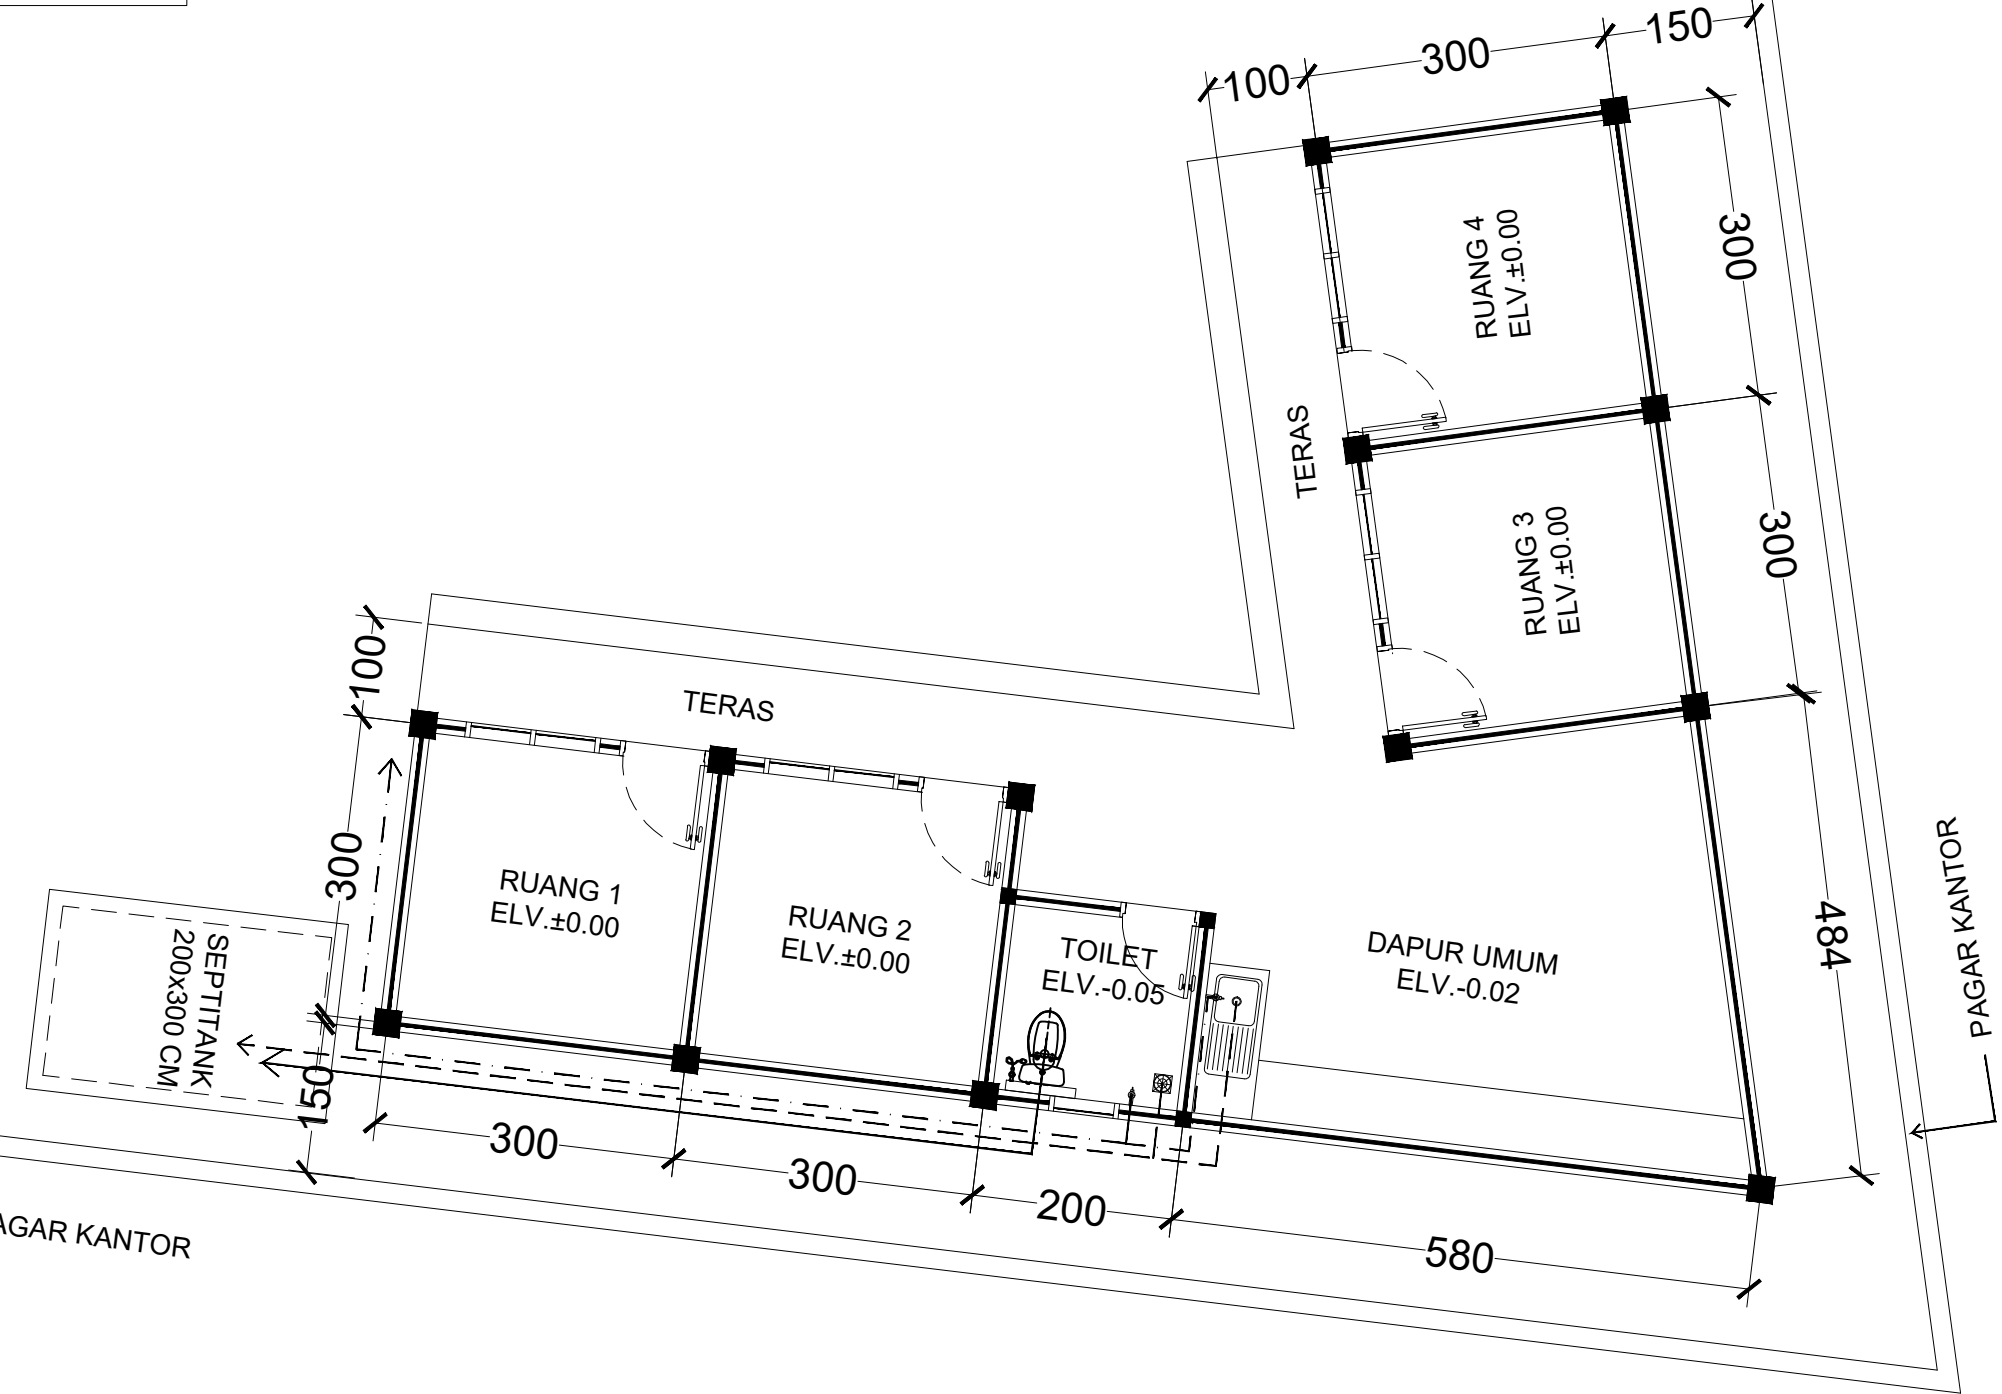 100
300
150
300
300
484
RUANG 4
ELV.±0.00
TERAS
RUANG 3
ELV.±0.00
100
300
150
TERAS
RUANG 1
ELV.±0.00
RUANG 2
ELV.±0.00
TOILET
ELV.-0.05
DAPUR UMUM
ELV.-0.02
SEPTITANK
200x300 CM
300
300
200
580
PAGAR KANTOR
AGAR KANTOR